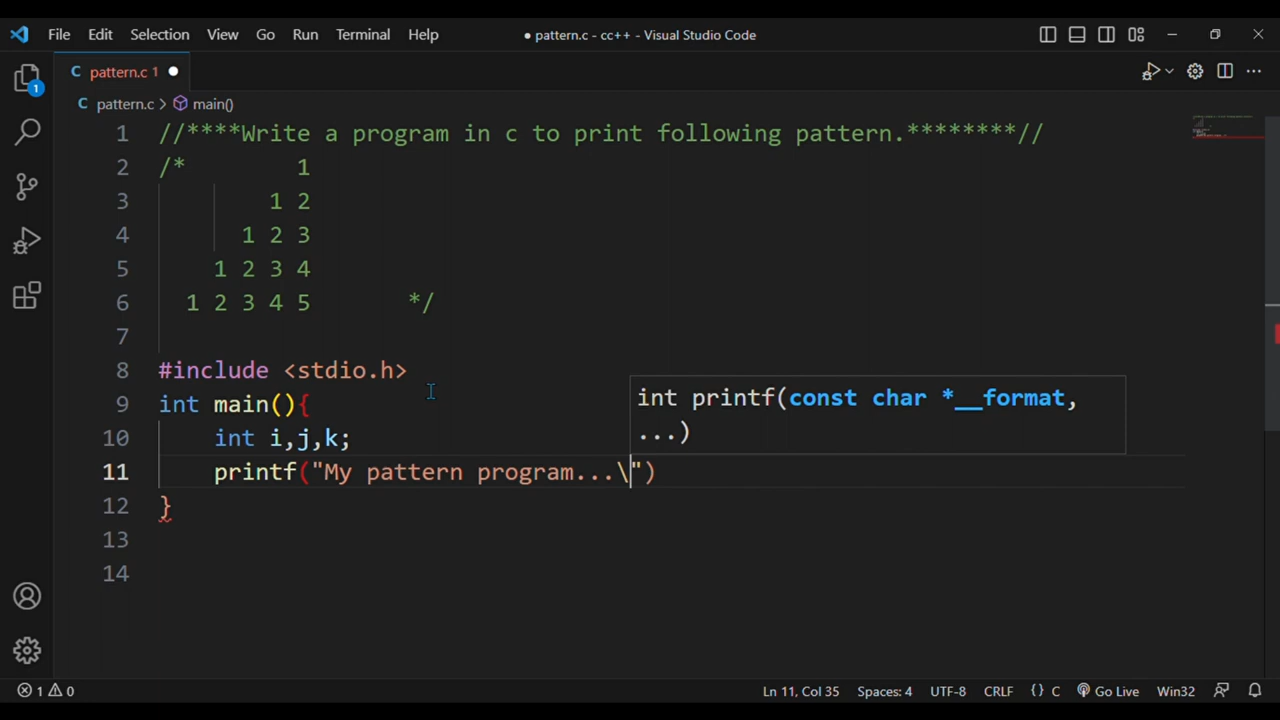 File Edit Selection View Go Run Terminal Help ● pattern.c - cc++ - Visual Studio Code
C pattern.c 1 ●
1
C pattern.c > main()
1 //****Write a program in c to print following pattern.********//
2 /* 1
3 1 2
4 1 2 3
5 1 2 3 4
6 1 2 3 4 5 */
7
8 #include <stdio.h>
9 int main(){
int printf(const char *__format,
...)
10 int i,j,k;
11 printf("My pattern program...\")
12 }
13
14
1 0 Ln 11, Col 35 Spaces: 4 UTF-8 CRLF {} C Go Live Win32